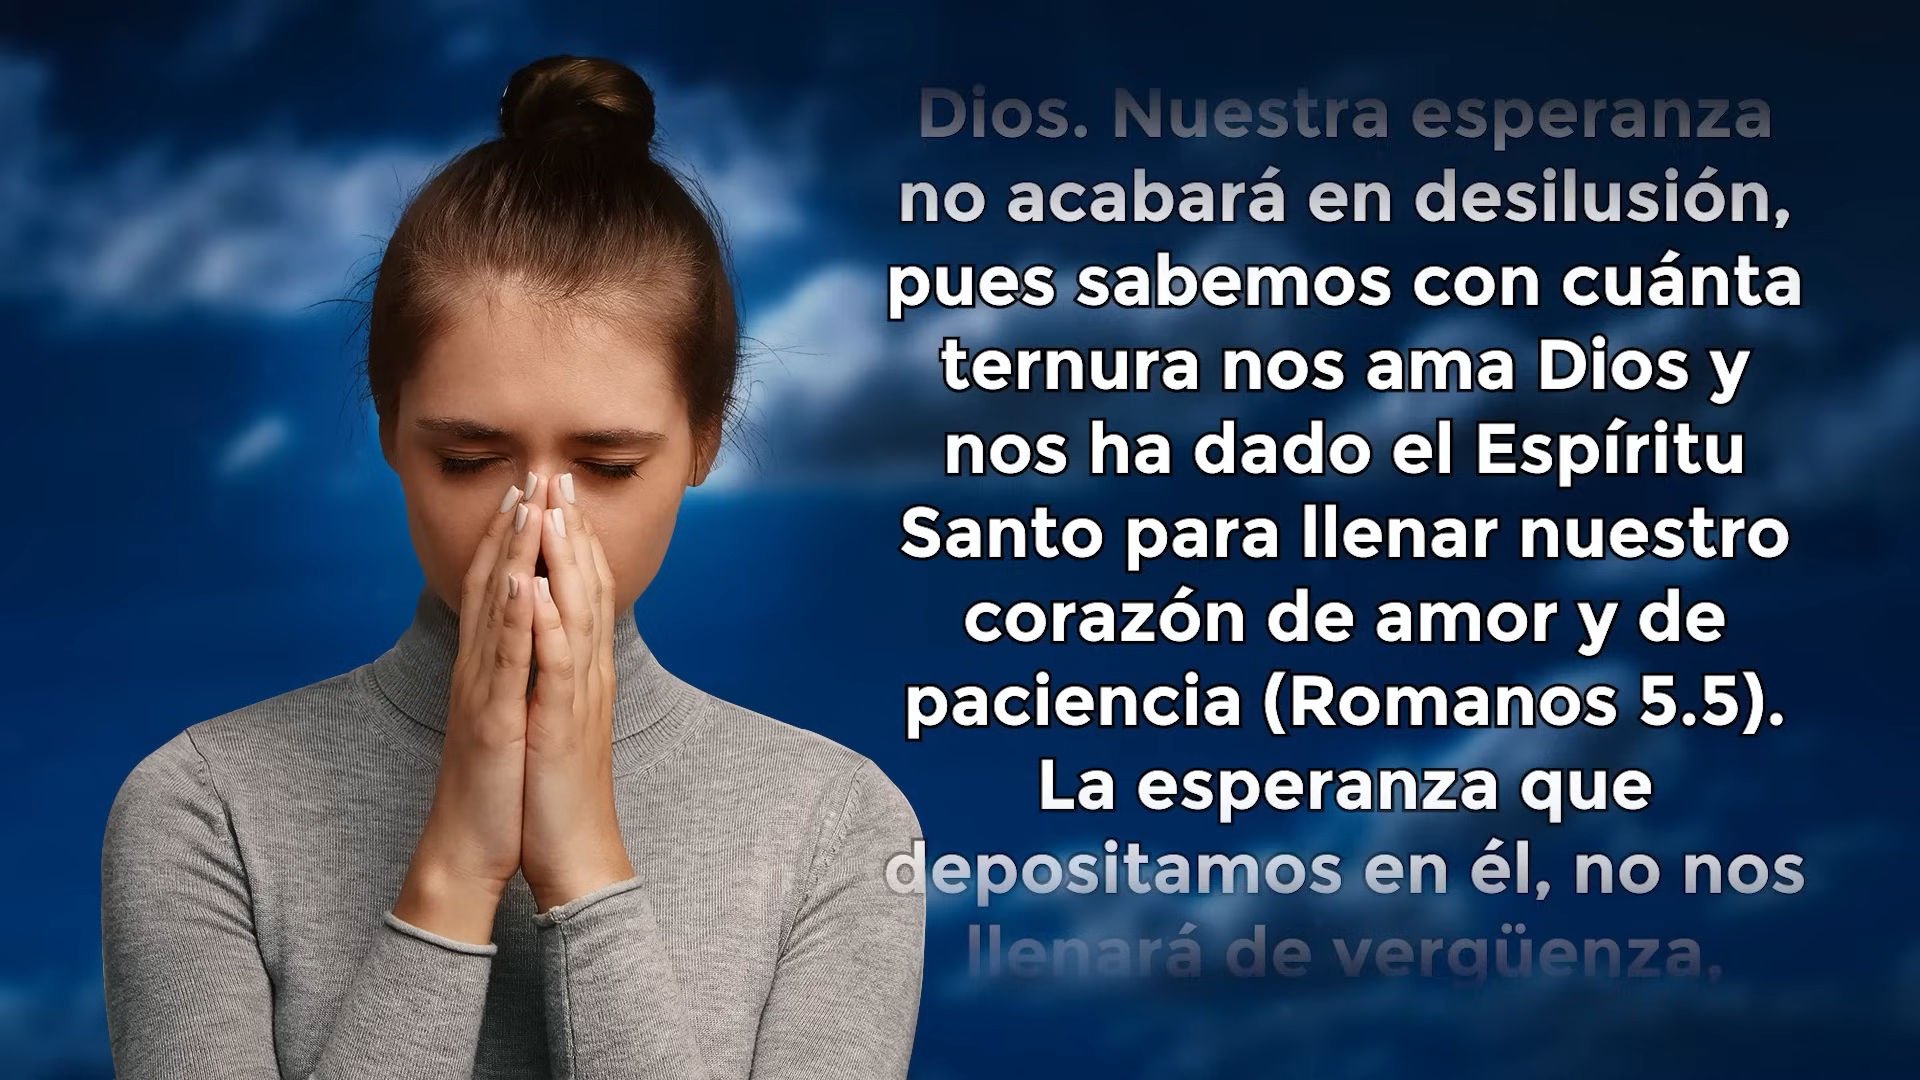 Dios. Nuestra esperanza
no acabará en desilusión,
pues sabemos con cuánta
ternura nos ama Dios y
nos ha dado el Espíritu
Santo para llenar nuestro
corazón de amor y de
paciencia (Romanos 5.5).
La esperanza que
depositamos en él, no nos
llenará de vergüenza,